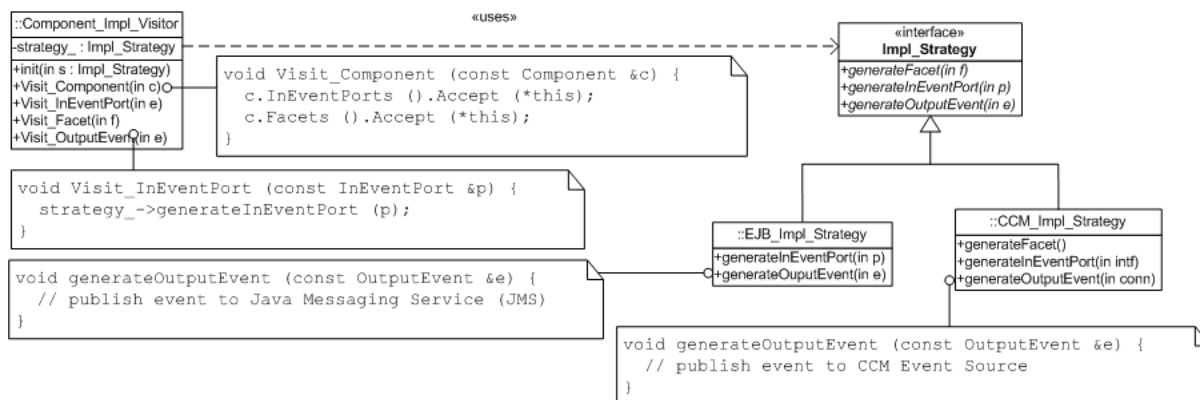 ::Component_Impl_Visitor
-strategy_ : Impl_Strategy
+init(in s : Impl_Strategy)
+Visit_Component(in c)
+Visit_InEventPort(in e)
+Visit_Facet(in f)
+Visit_OutputEvent(in e)
«uses»
«interface»
Impl_Strategy
+generateFacet(in f)
+generateInEventPort(in p)
+generateOutputEvent(in e)
void Visit_Component (const Component &c) {
c.InEventPorts ().Accept (*this);
c.Facets ().Accept (*this);
}
void Visit_InEventPort (const InEventPort &p) {
strategy_->generateInEventPort (p);
}
::EJB_Impl_Strategy
+generateInEventPort(in p)
+generateOuputEvent(in e)
::CCM_Impl_Strategy
+generateFacet()
+generateInEventPort(in intf)
+generateOutputEvent(in conn)
void generateOutputEvent (const OutputEvent &e) {
// publish event to Java Messaging Service (JMS)
}
void generateOutputEvent (const OutputEvent &e) {
// publish event to CCM Event Source
}